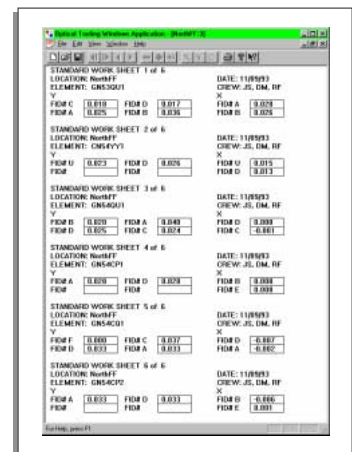 Optical Tooling Windows Application - [NorthFF:3]
File Edit View Window Help
STANDARD WORK SHEET 1 of 6
LOCATION: NorthFF DATE: 11/09/93
ELEMENT: GN53QU1 CREW: JS, DM, RF
Y X
FID# C 0.018 FID# D 0.017 FID# A 0.028
FID# A 0.025 FID# B 0.036 FID# B 0.026
STANDARD WORK SHEET 2 of 6
LOCATION: NorthFF DATE: 11/09/93
ELEMENT: GN54YY1 CREW: JS, DM, RF
Y X
FID# U 0.023 FID# D 0.026 FID# U 0.015
FID# FID# FID# D 0.013
STANDARD WORK SHEET 3 of 6
LOCATION: NorthFF DATE: 11/09/93
ELEMENT: GN54QU1 CREW: JS, DM, RF
Y X
FID# B 0.020 FID# A 0.040 FID# D 0.000
FID# D 0.025 FID# C 0.024 FID# C -0.001
STANDARD WORK SHEET 4 of 6
LOCATION: NorthFF DATE: 11/09/93
ELEMENT: GN54CP1 CREW: JS, DM, RF
Y X
FID# A 0.020 FID# D 0.020 FID# B 0.000
FID# FID# FID# E 0.000
STANDARD WORK SHEET 5 of 6
LOCATION: NorthFF DATE: 11/09/93
ELEMENT: GN54CQ1 CREW: JS, DM, RF
Y X
FID# F 0.000 FID# C 0.037 FID# D -0.007
FID# D 0.033 FID# A 0.033 FID# A -0.002
STANDARD WORK SHEET 6 of 6
LOCATION: NorthFF DATE: 11/09/93
ELEMENT: GN54CP2 CREW: JS, DM, RF
Y X
FID# A 0.033 FID# D 0.033 FID# B -0.006
FID# FID# FID# E 0.001
For Help, press F1